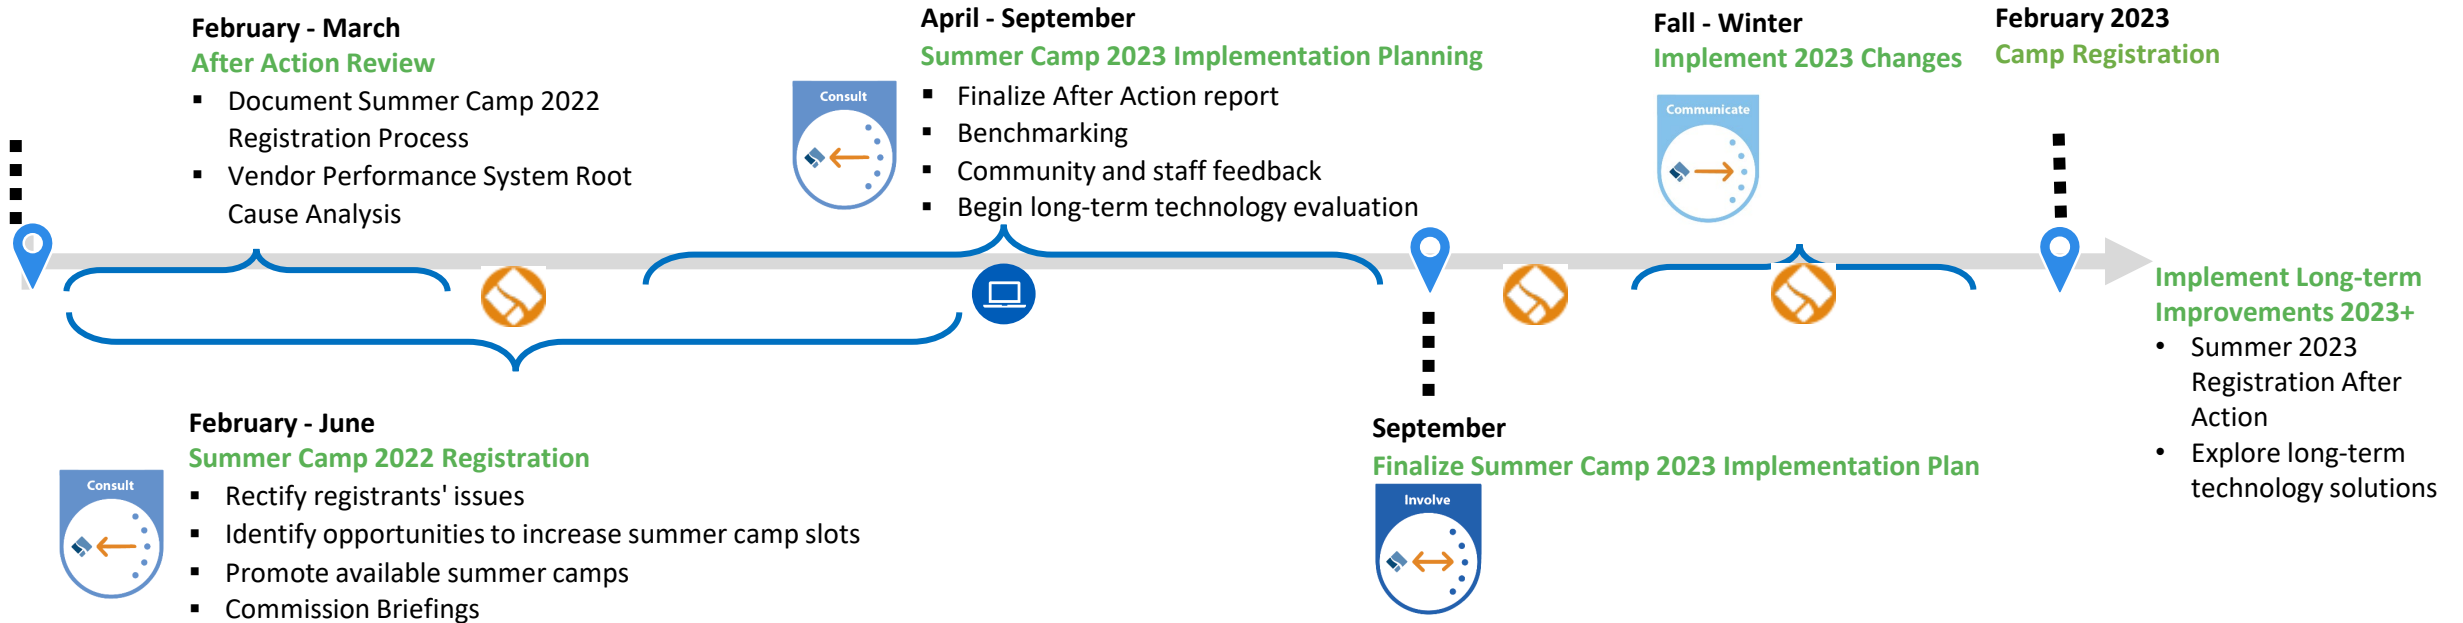 February - March
After Action Review
▪ Document Summer Camp 2022
Registration Process
▪ Vendor Performance System Root
Cause Analysis
Consult
April - September
Summer Camp 2023 Implementation Planning
▪ Finalize After Action report
▪ Benchmarking
▪ Community and staff feedback
▪ Begin long-term technology evaluation
Fall - Winter
Implement 2023 Changes
Communicate
February 2023
Camp Registration
Implement Long-term
Improvements 2023+
• Summer 2023
Registration After
Action
• Explore long-term
technology solutions
February - June
Summer Camp 2022 Registration
Consult
▪ Rectify registrants' issues
▪ Identify opportunities to increase summer camp slots
▪ Promote available summer camps
▪ Commission Briefings
September
Finalize Summer Camp 2023 Implementation Plan
Involve